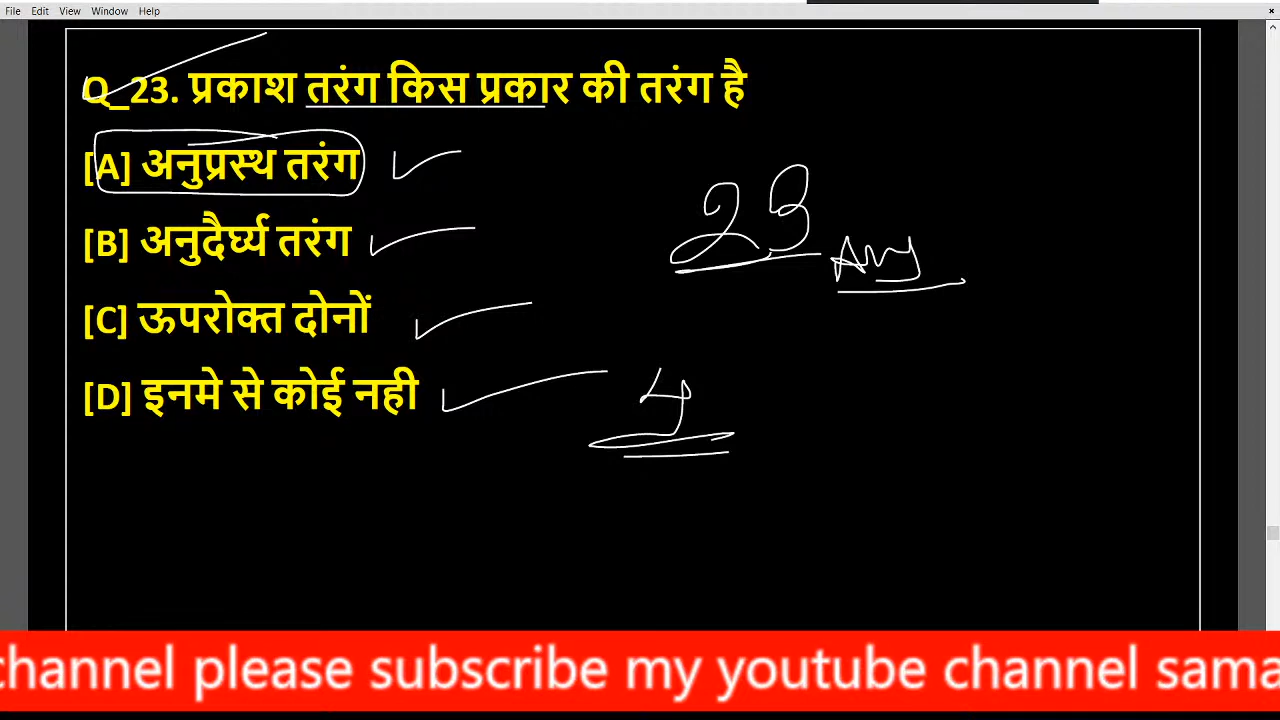 File Edit View Window Help
Q_23. प्रकाश तरंग किस प्रकार की तरंग है
[A] अनुप्रस्थ तरंग
[B] अनुदैर्घ्य तरंग
23
[C] ऊपरोक्त दोनों
[D] इनमे से कोई नही
4
channel please subscribe my youtube channel sama